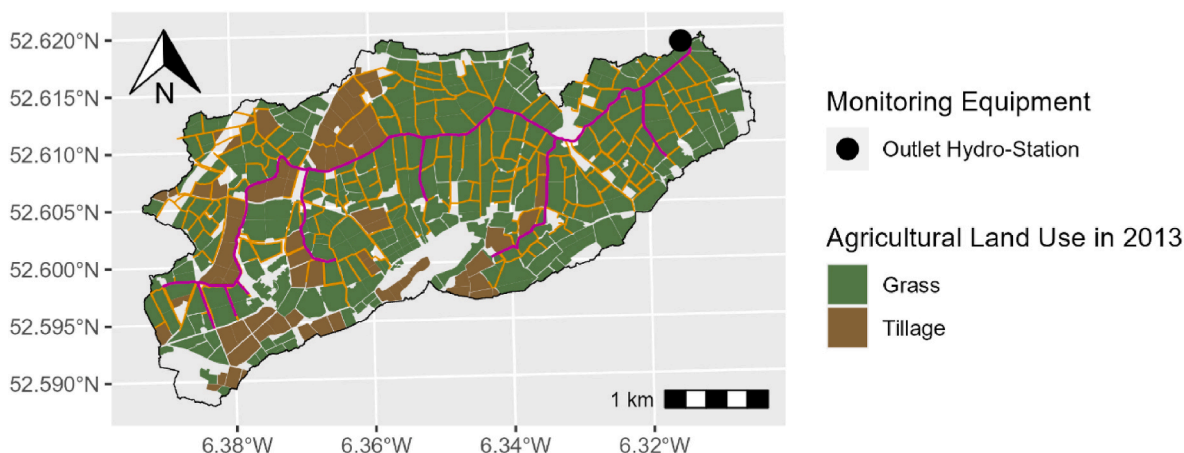 52.620°N
52.615°N
52.610°N
52.605°N
52.600°N
52.595°N
52.590°N
N
1 km
6.38°W
6.36°W
6.34°W
6.32°W
Monitoring Equipment
Outlet Hydro-Station
Agricultural Land Use in 2013
Grass
Tillage